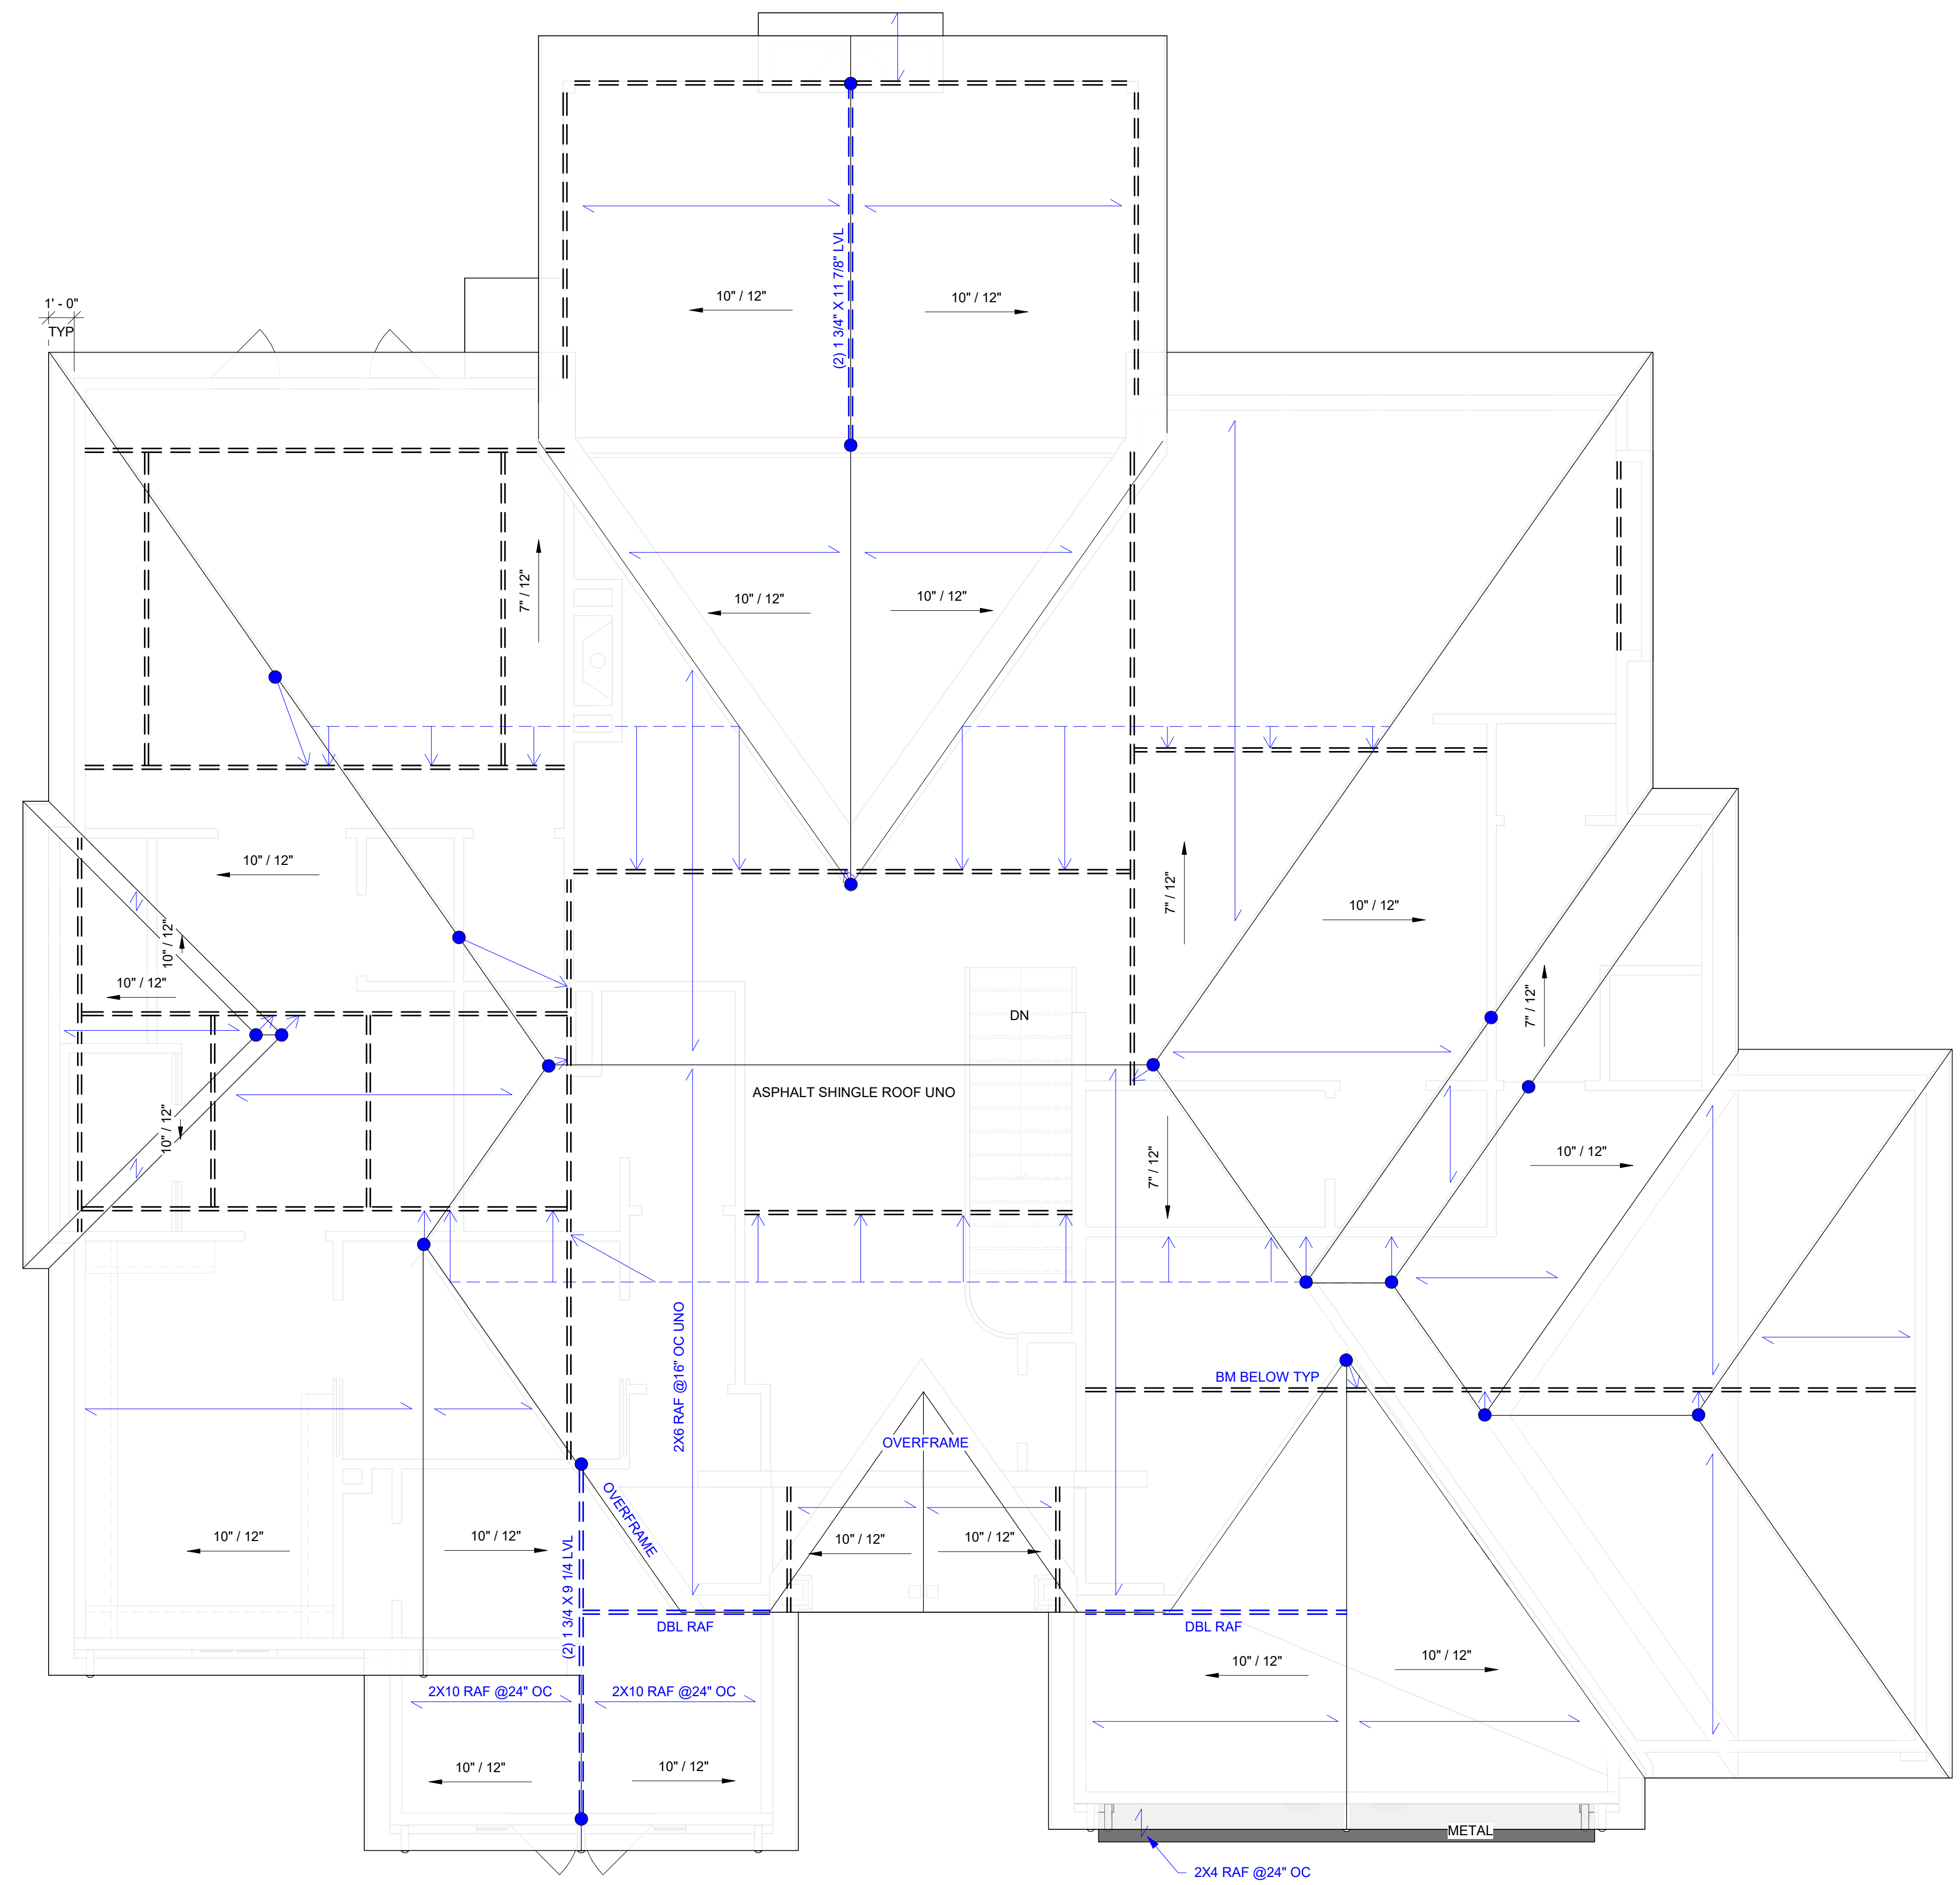 (2) 1 3/4" X 11 7/8" LVL
10" / 12"
10" / 12"
1' - 0"
TYP
7" / 12"
10" / 12"
10" / 12"
10" / 12"
7" / 12"
10" / 12"
10" / 12"
10" / 12"
7" / 12"
DN
ASPHALT SHINGLE ROOF UNO
10" / 12"
7" / 12"
10" / 12"
2X6 RAF @16" OC UNO
BM BELOW TYP
OVERFRAME
OVERFRAME
10" / 12"
10" / 12"
10" / 12"
10" / 12"
(2) 1 3/4 X 9 1/4 LVL
DBL RAF
DBL RAF
10" / 12"
10" / 12"
2X10 RAF @24" OC
2X10 RAF @24" OC
10" / 12"
10" / 12"
METAL
2X4 RAF @24" OC